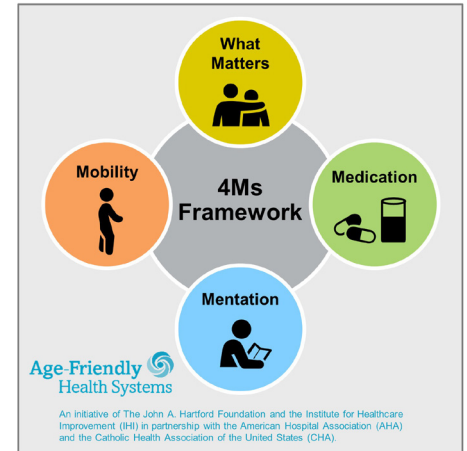 What
Matters
Mobility
4Ms
Framework
Medication
Mentation
Age-Friendly
Health Systems
An initiative of The John A. Hartford Foundation and the Institute for Healthcare
Improvement (IHI) in partnership with the American Hospital Association (AHA)
and the Catholic Health Association of the United States (CHA).